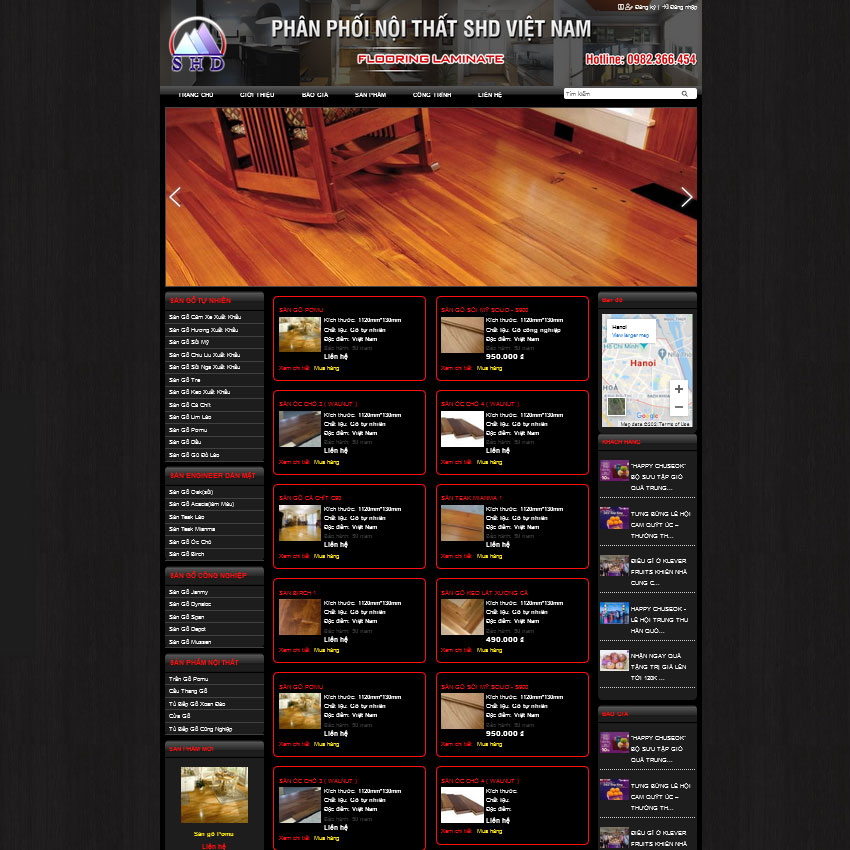 Đăng ký | Đăng nhập
PHÂN PHỐI NỘI THẤT SHD VIỆT NAM
SHD
FLOORING LAMINATE
Hotline: 0982.366.454
TRANG CHỦ GIỚI THIỆU BÁO GIÁ SẢN PHẨM CÔNG TRÌNH LIÊN HỆ
Tìm kiếm
SÀN GỖ TỰ NHIÊN
Sàn Gỗ Căm Xe Xuất Khẩu
Sàn Gỗ Hương Xuất Khẩu
Sàn Gỗ Sồi Mỹ
Sàn Gỗ Chiu Liu Xuất Khẩu
Sàn Gỗ Sồi Nga Xuất Khẩu
Sàn Gỗ Tre
Sàn Gỗ Keo Xuất Khẩu
Sàn Gỗ Cà Chít
Sàn Gỗ Lim Lào
Sàn Gỗ Pomu
Sàn Gỗ Dầu
Sàn Gỗ Gõ Đỏ Lào
SÀN ENGINEER DÁN MẶT
Sàn Gỗ Oak(sồi)
Sàn Gỗ Acacia(tràm Màu)
Sàn Teak Lào
Sàn Teak Mianma
Sàn Gỗ Óc Chó
Sàn Gỗ Birch
SÀN GỖ CÔNG NGHIỆP
Sàn Gỗ Janmy
Sàn Gỗ Dynaloc
Sàn Gỗ Span
Sàn Gỗ Depot
Sàn Gỗ Mussan
SẢN PHẨM NỘI THẤT
Trần Gỗ Pomu
Cầu Thang Gỗ
Tủ Bếp Gỗ Xoan Đào
Cửa Gỗ
Tủ Bếp Gỗ Công Nghiệp
SẢN PHẨM MỚI
Sàn gỗ Pomu
Liên hệ
SÀN GỖ POMU
Kích thước: 1120mm*130mm
Chất liệu: Gỗ tự nhiên
Đặc điểm: Việt Nam
Bảo hành: 30 năm
Liên hệ
Xem chi tiết Mua hàng
SÀN GỖ SỒI MỸ SOLID - S900
Kích thước: 1120mm*130mm
Chất liệu: Gỗ công nghiệp
Đặc điểm: Việt Nam
Bảo hành: 30 năm
950.000 đ
Xem chi tiết Mua hàng
SÀN ÓC CHÓ 3 ( WALNUT )
Kích thước: 1120mm*130mm
Chất liệu: Gỗ tự nhiên
Đặc điểm: Việt Nam
Bảo hành: 30 năm
Liên hệ
Xem chi tiết Mua hàng
SÀN ÓC CHÓ 4 ( WALNUT )
Kích thước: 1120mm*130mm
Chất liệu: Gỗ tự nhiên
Đặc điểm: Việt Nam
Bảo hành: 30 năm
Liên hệ
Xem chi tiết Mua hàng
SÀN GỖ CÀ CHÍT
Kích thước: 1120mm*130mm
Chất liệu: Gỗ tự nhiên
Đặc điểm: Việt Nam
Bảo hành: 30 năm
Liên hệ
Xem chi tiết Mua hàng
SÀN TEAK MIANMA 1
Kích thước: 1120mm*130mm
Chất liệu: Gỗ tự nhiên
Đặc điểm: Việt Nam
Bảo hành: 30 năm
Liên hệ
Xem chi tiết Mua hàng
SÀN BIRCH
Kích thước: 1120mm*130mm
Chất liệu: Gỗ tự nhiên
Đặc điểm: Việt Nam
Bảo hành: 30 năm
Liên hệ
Xem chi tiết Mua hàng
SÀN GỖ KEO LÁT XƯƠNG CÁ
Kích thước: 1120mm*130mm
Chất liệu: Gỗ tự nhiên
Đặc điểm: Việt Nam
Bảo hành: 30 năm
490.000 đ
Xem chi tiết Mua hàng
SÀN GỖ POMU
Kích thước: 1120mm*130mm
Chất liệu: Gỗ tự nhiên
Đặc điểm: Việt Nam
Bảo hành: 30 năm
Liên hệ
Xem chi tiết Mua hàng
SÀN GỖ SỒI MỸ SOLID - S900
Kích thước: 1120mm*130mm
Chất liệu: Gỗ công nghiệp
Đặc điểm: Việt Nam
Bảo hành: 30 năm
950.000 đ
Xem chi tiết Mua hàng
SÀN ÓC CHÓ 3 ( WALNUT )
Kích thước: 1120mm*130mm
Chất liệu: Gỗ tự nhiên
Đặc điểm: Việt Nam
Bảo hành: 30 năm
Liên hệ
Xem chi tiết Mua hàng
SÀN ÓC CHÓ 4 ( WALNUT )
Kích thước:
Chất liệu:
Đặc điểm:
Liên hệ
Xem chi tiết Mua hàng
Bản đồ
Hanoi
View larger map
Hồ Chí Minh
Nhà Thờ
Hanoi
HOÀ
BẠCH ĐẰNG
Google
Map data ©202 Terms of Use
KHÁCH HÀNG
"HAPPY CHUSEOK"
BỘ SƯU TẬP GIỎ
QUÀ TRUNG...
TƯNG BỪNG LỄ HỘI
CAM QUÝT ÚC –
THƯỞNG TH...
ĐIỀU GÌ Ở KLEVER
FRUITS KHIẾN NHÀ
CUNG C...
HAPPY CHUSEOK -
LỄ HỘI TRUNG THU
HÀN QUỐ...
NHẬN NGAY QUÀ
TẶNG TRỊ GIÁ LÊN
TỚI 120K ...
BÁO GIÁ
"HAPPY CHUSEOK"
BỘ SƯU TẬP GIỎ
QUÀ TRUNG...
TƯNG BỪNG LỄ HỘI
CAM QUÝT ÚC –
THƯỞNG TH...
ĐIỀU GÌ Ở KLEVER
FRUITS KHIẾN NHÀ